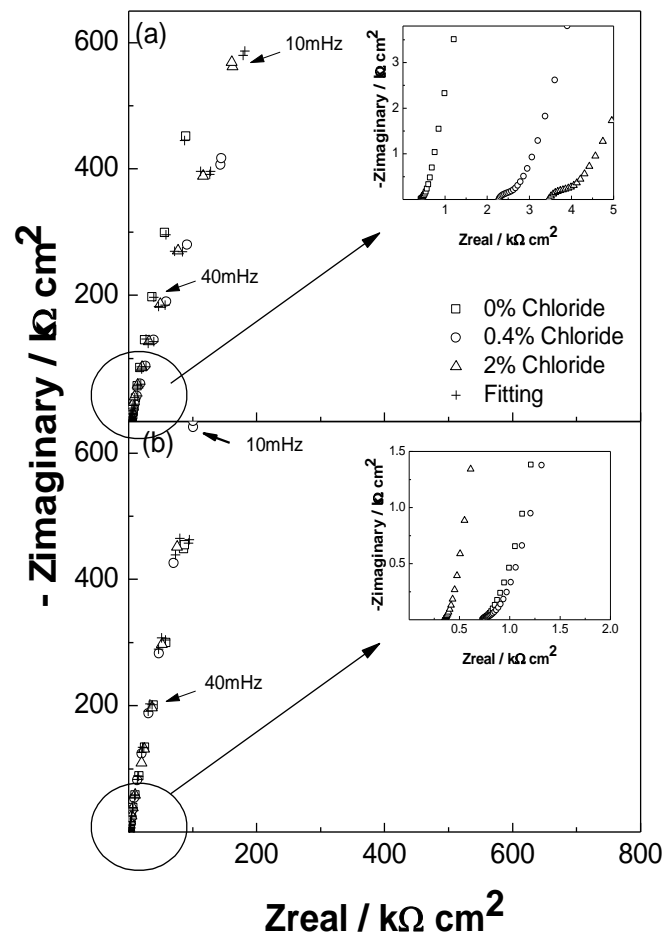 (a)
10mHz
40mHz
600
400
200
-Zimaginary / kΩ cm2
3
2
1
1 2 3 4 5
Zreal / kΩ cm2
0% Chloride
0.4% Chloride
2% Chloride
Fitting
- Zimaginary / kΩ cm2
(b)
10mHz
40mHz
600
400
200
-Zimaginary / kΩ cm2
1.5
1.0
0.5
0.5 1.0 1.5 2.0
Zreal / kΩ cm2
200 400 600 800
Zreal / kΩ cm2